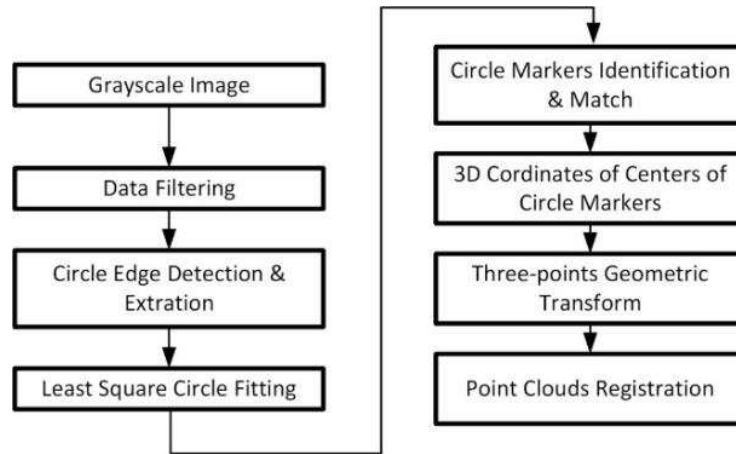 Grayscale Image
Data Filtering
Circle Edge Detection &
Extration
Least Square Circle Fitting
Circle Markers Identification
& Match
3D Cordinates of Centers of
Circle Markers
Three-points Geometric
Transform
Point Clouds Registration